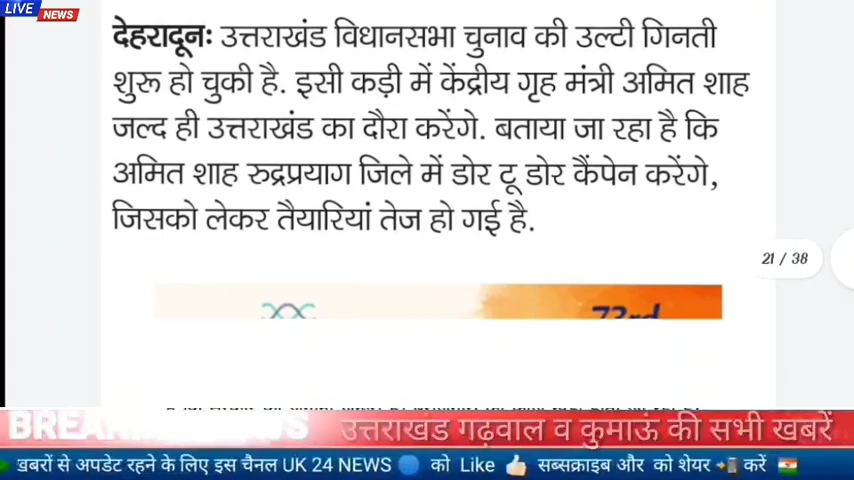 LIVE
NEWS
देहरादूनः उत्तराखंड विधानसभा चुनाव की उल्टी गिनती
शुरू हो चुकी है. इसी कड़ी में केंद्रीय गृह मंत्री अमित शाह
जल्द ही उत्तराखंड का दौरा करेंगे. बताया जा रहा है कि
अमित शाह रुद्रप्रयाग जिले में डोर टू डोर कैंपेन करेंगे,
जिसको लेकर तैयारियां तेज हो गई है.
21 / 38
73rd
उत्तराखंड गढ़वाल व कुमाऊं की सभी खबरें
खबरों से अपडेट रहने के लिए इस चैनल UK 24 NEWS 🌐 को Like 👍🏻 सब्सक्राइब और को शेयर 📲 करें 🇮🇳